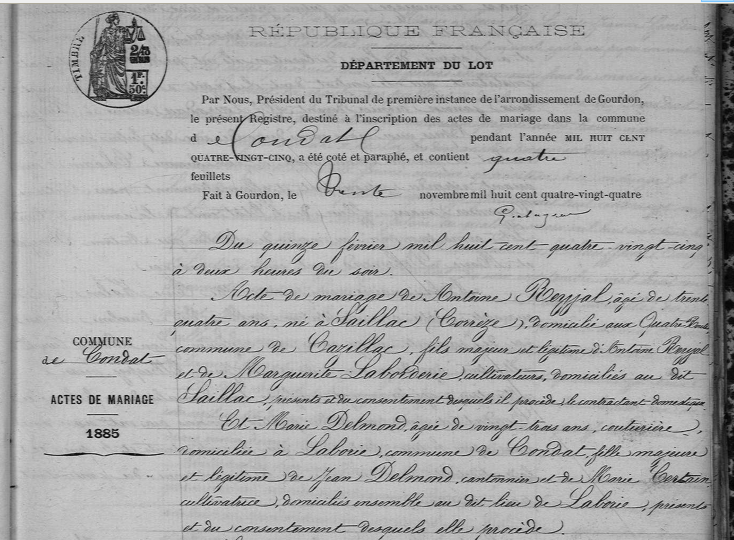 TIMBRE
2/10
EN SUS
1F.
50c.
RÉPUBLIQUE FRANÇAISE
DÉPARTEMENT DU LOT
Par Nous, Président du Tribunal de première instance de l'arrondissement de Gourdon,
le présent Registre, destiné à l'inscription des actes de mariage dans la commune
d e Condat pendant l'année MIL HUIT CENT
QUATRE-VINGT-CINQ, a été coté et paraphé, et contient quatre
feuillets
Fait à Gourdon, le trente novembre mil huit cent quatre-vingt-quatre
Du quinze février mil huit cent quatre-vingt-cinq
à deux heures du soir.
Acte de mariage de Antoine Reyjal, âgé de trente
quatre ans, né à Saillac (Corrèze), domicilié aux Quatre Routes
commune de Cazillac, fils majeur et légitime d'Antoine Reyjal
et de Marguerite Laborderie, cultivateurs, domiciliés au dit
Saillac, présents et du consentement desquels il procède, le contractant domestique
Et Marie Delmond, âgée de vingt-trois ans, couturière,
domiciliée à Laborie, commune de Condat, fille majeure
et légitime de Jean Delmond, cantonnier et de Marie Certain
cultivatrice, domiciliés ensemble au dit lieu de Laborie, présents
et du consentement desquels elle procède.
COMMUNE
de Condat
ACTES DE MARIAGE
1885